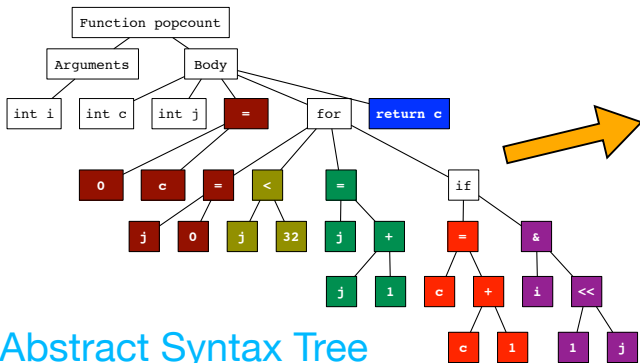 Function popcount
Arguments Body
int i int c int j = for return c
0 c = < = if
j 0 j 32 j + = &
j 1 c + i <<
c 1 1 j
Abstract Syntax Tree